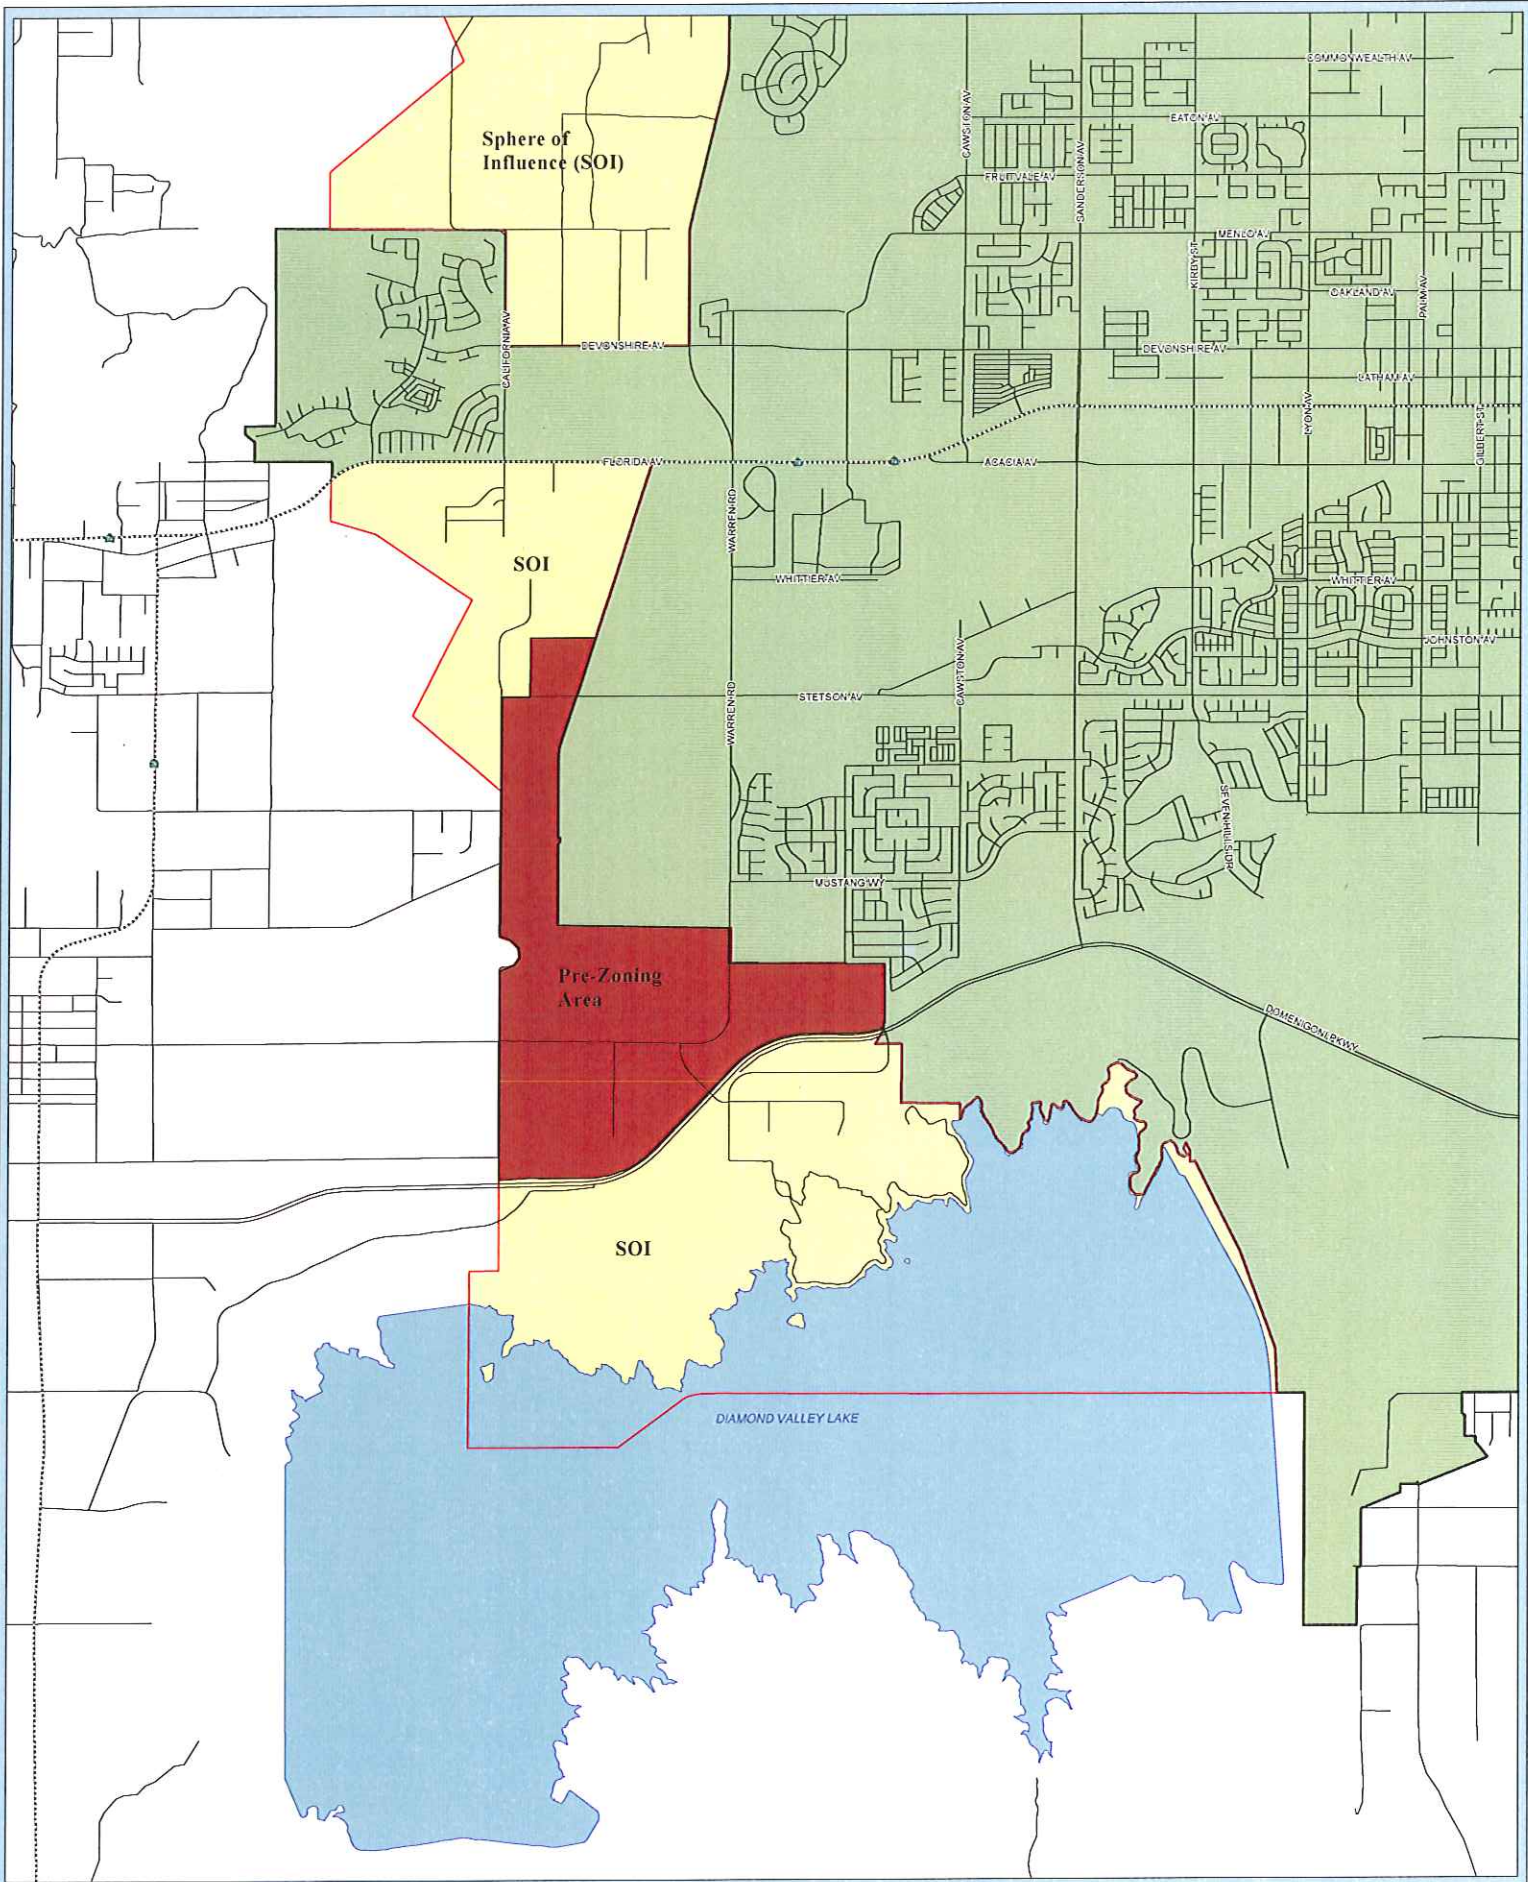 COMMONWEALTH AV
EATON AV
CAWSTON AV
Sphere of
Influence (SOI)
SANDERSON AV
FRUITVALE AV
MENLO AV
KIRBY ST
OAKLAND AV
PALM AV
CALIFORNIA AV
DEVONSHIRE AV
DEVONSHIRE AV
LATHAM AV
LYON AV
GILBERT ST
FLORIDA AV
ACACIA AV
WARREN RD
SOI
WHITTIER AV
WHITTIER AV
JOHNSTON AV
CAWSTON AV
STETSON AV
WARREN RD
SEVEN HILLS DR
MUSTANG WY
Pre-Zoning
Area
DOMENIGONI PKWY
SOI
DIAMOND VALLEY LAKE